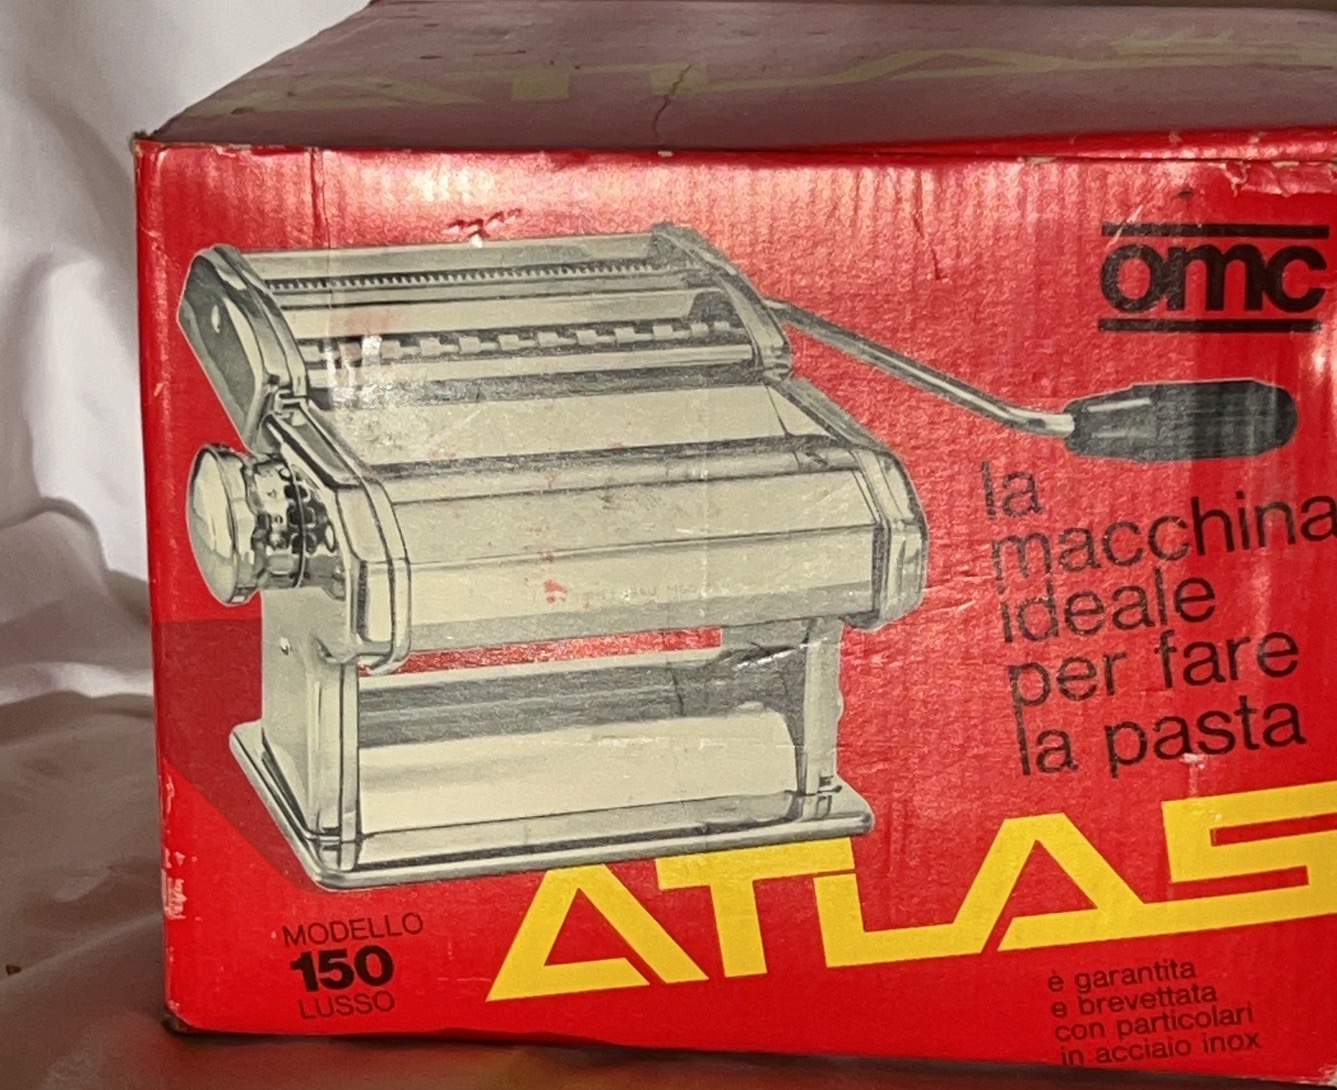 ATLAS
omc
la
macchina
ideale
per fare
la pasta
ATLAS
MODELLO
150
LUSSO
è garantita
e brevettata
con particolari
in acciaio inox